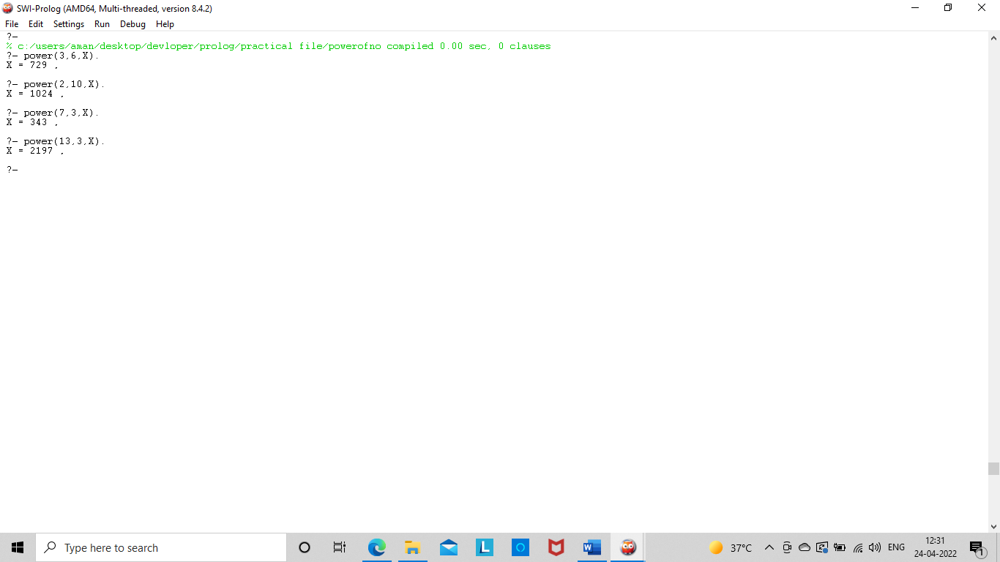 SWI-Prolog (AMD64, Multi-threaded, version 8.4.2)
File Edit Settings Run Debug Help
?-
% c:/users/aman/desktop/devloper/prolog/practical file/powerofno compiled 0.00 sec, 0 clauses
?- power(3,6,X).
X = 729 .
?- power(2,10,X).
X = 1024 .
?- power(7,3,X).
X = 343 .
?- power(13,3,X).
X = 2197 .
?-
Type here to search
L
W
37°C
ENG
12:31
24-04-2022
1